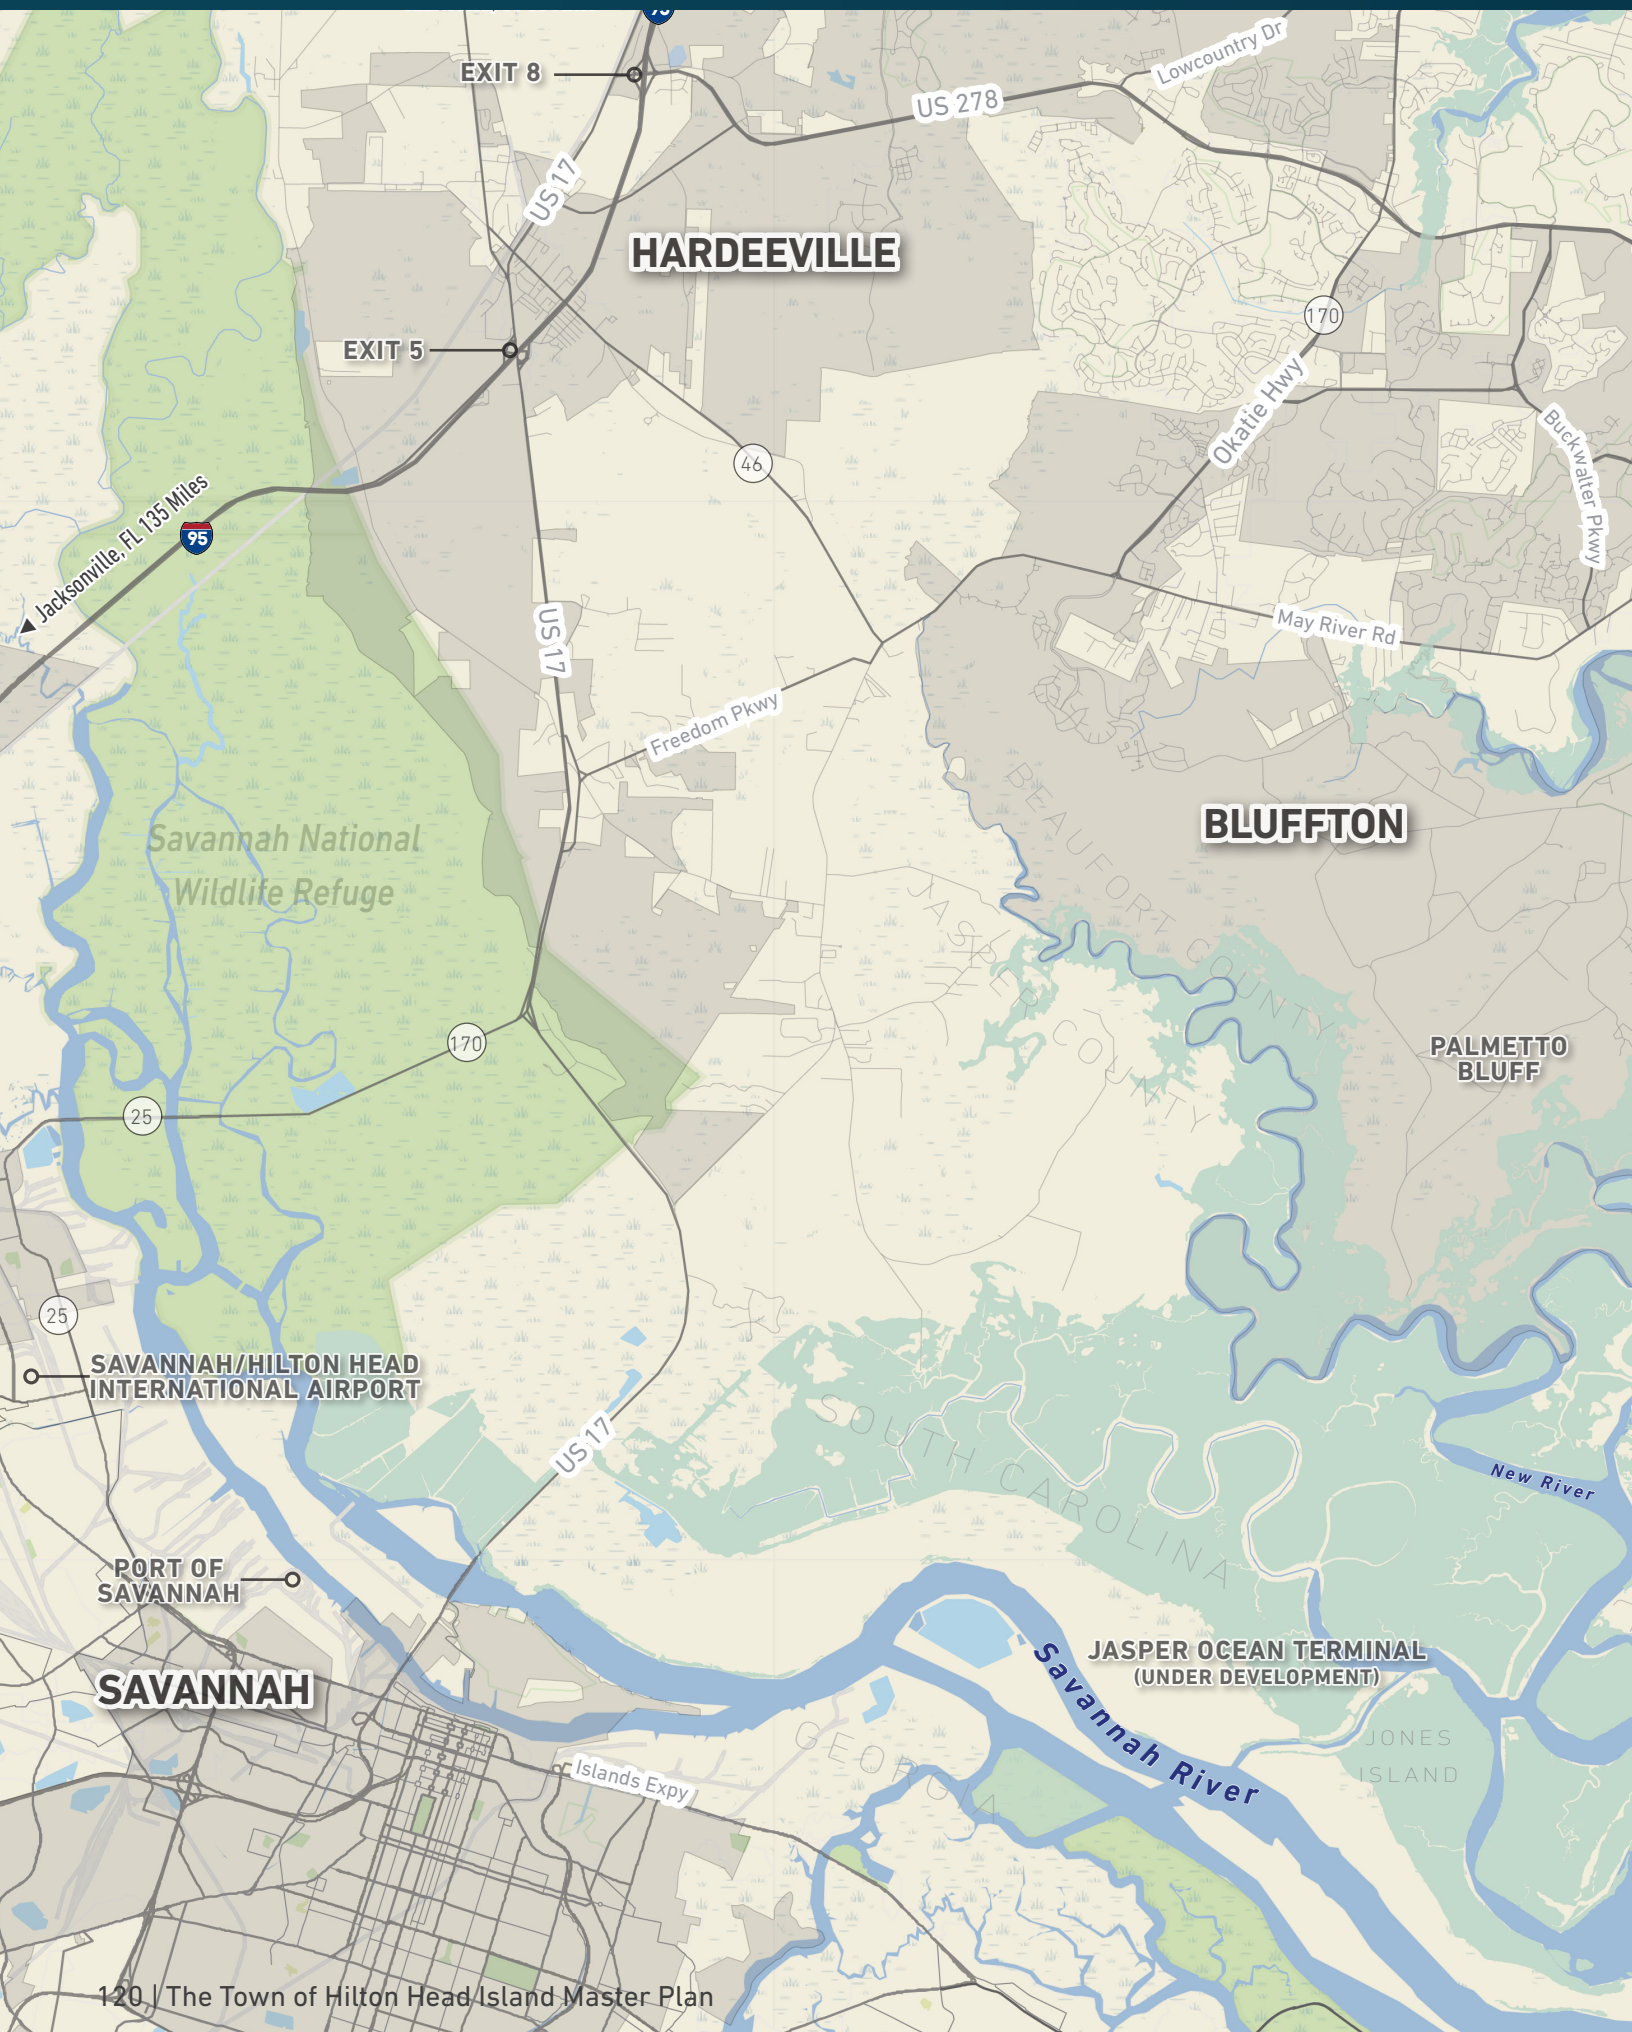 95
EXIT 8
Lowcountry Dr
US 278
US 17
HARDEEVILLE
170
EXIT 5
Okatie Hwy
Buckwalter Pkwy
46
Jacksonville, FL 135 Miles
95
US 17
May River Rd
Freedom Pkwy
BEAUFORT COUNTY
BLUFFTON
Savannah National
Wildlife Refuge
JASPER COUNTY
170
PALMETTO
BLUFF
25
25
SAVANNAH/HILTON HEAD
INTERNATIONAL AIRPORT
US 17
SOUTH CAROLINA
New River
PORT OF
SAVANNAH
JASPER OCEAN TERMINAL
(UNDER DEVELOPMENT)
SAVANNAH
Savannah River
JONES
ISLAND
GEORGIA
Islands Expy
120 | The Town of Hilton Head Island Master Plan